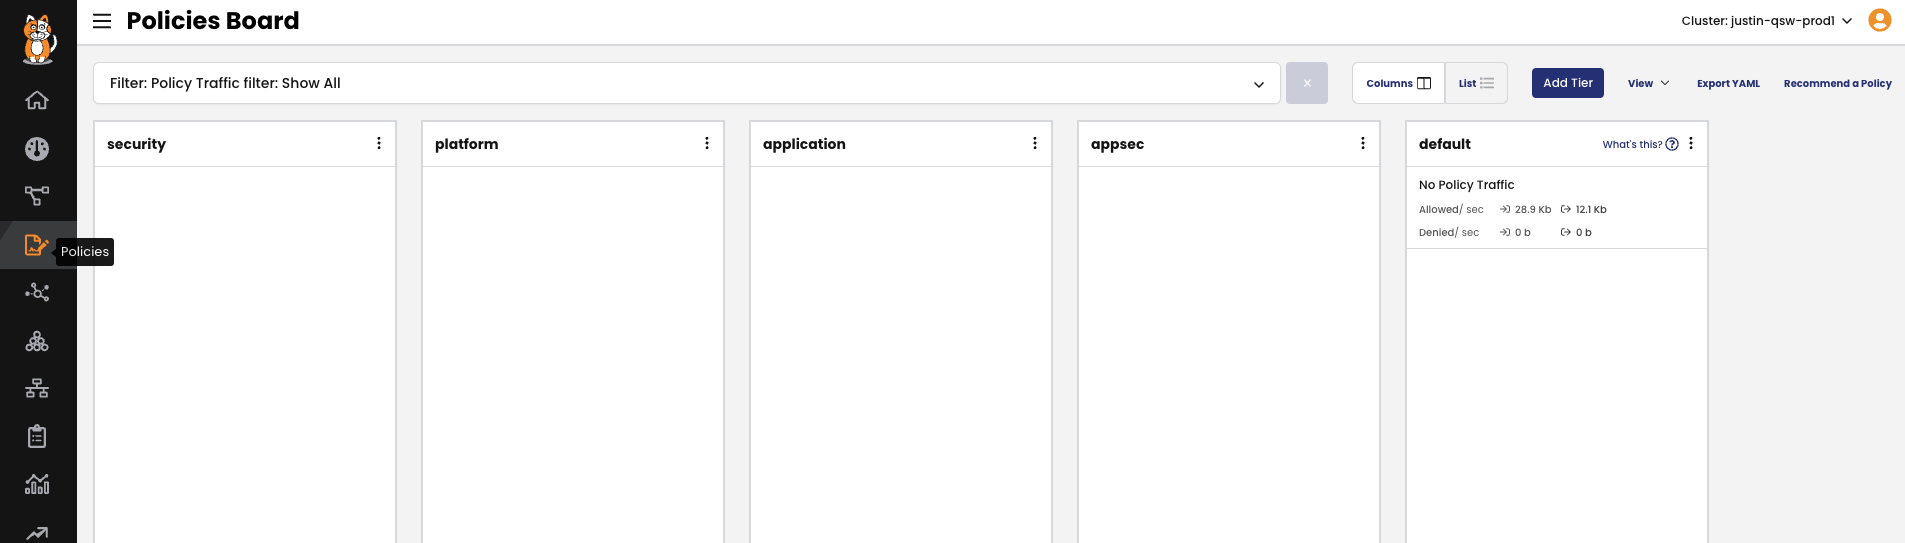 Policies Board
Cluster: justin-qsw-prod1
Filter: Policy Traffic filter: Show All
×
Columns
List
Add Tier
View
Export YAML
Recommend a Policy
security
platform
application
appsec
default
What's this?
No Policy Traffic
Allowed/ sec 28.9 Kb 12.1 Kb
Denied/ sec 0 b 0 b
Policies